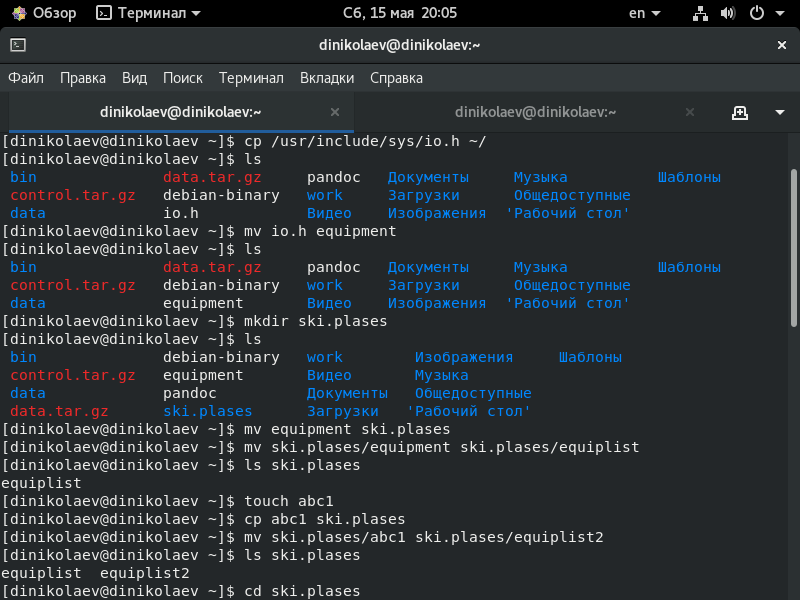 Обзор Терминал Сб, 15 мая 20:05 en
dinikolaev@dinikolaev:~
Файл Правка Вид Поиск Терминал Вкладки Справка
dinikolaev@dinikolaev:~ dinikolaev@dinikolaev:~
[dinikolaev@dinikolaev ~]$ cp /usr/include/sys/io.h ~/
[dinikolaev@dinikolaev ~]$ ls
bin data.tar.gz pandoc Документы Музыка Шаблоны
control.tar.gz debian-binary work Загрузки Общедоступные
data io.h Видео Изображения 'Рабочий стол'
[dinikolaev@dinikolaev ~]$ mv io.h equipment
[dinikolaev@dinikolaev ~]$ ls
bin data.tar.gz pandoc Документы Музыка Шаблоны
control.tar.gz debian-binary work Загрузки Общедоступные
data equipment Видео Изображения 'Рабочий стол'
[dinikolaev@dinikolaev ~]$ mkdir ski.plases
[dinikolaev@dinikolaev ~]$ ls
bin debian-binary work Изображения Шаблоны
control.tar.gz equipment Видео Музыка
data pandoc Документы Общедоступные
data.tar.gz ski.plases Загрузки 'Рабочий стол'
[dinikolaev@dinikolaev ~]$ mv equipment ski.plases
[dinikolaev@dinikolaev ~]$ mv ski.plases/equipment ski.plases/equiplist
[dinikolaev@dinikolaev ~]$ ls ski.plases
equiplist
[dinikolaev@dinikolaev ~]$ touch abc1
[dinikolaev@dinikolaev ~]$ cp abc1 ski.plases
[dinikolaev@dinikolaev ~]$ mv ski.plases/abc1 ski.plases/equiplist2
[dinikolaev@dinikolaev ~]$ ls ski.plases
equiplist equiplist2
[dinikolaev@dinikolaev ~]$ cd ski.plases